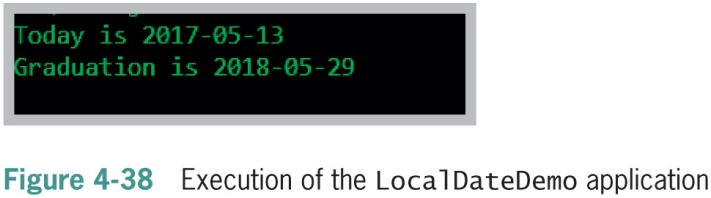 Today is 2017-05-13
Graduation is 2018-05-29
Figure 4-38 Execution of the LocalDateDemo application